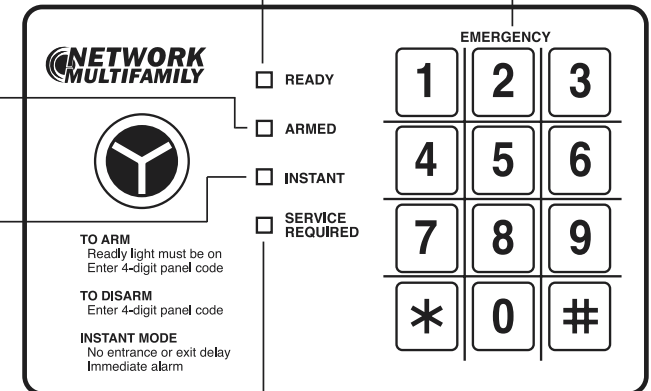 NETWORK
MULTIFAMILY
EMERGENCY
READY
ARMED
INSTANT
SERVICE
REQUIRED
TO ARM
Readly light must be on
Enter 4-digit panel code
TO DISARM
Enter 4-digit panel code
INSTANT MODE
No entrance or exit delay
Immediate alarm
1 2 3
4 5 6
7 8 9
* 0 #